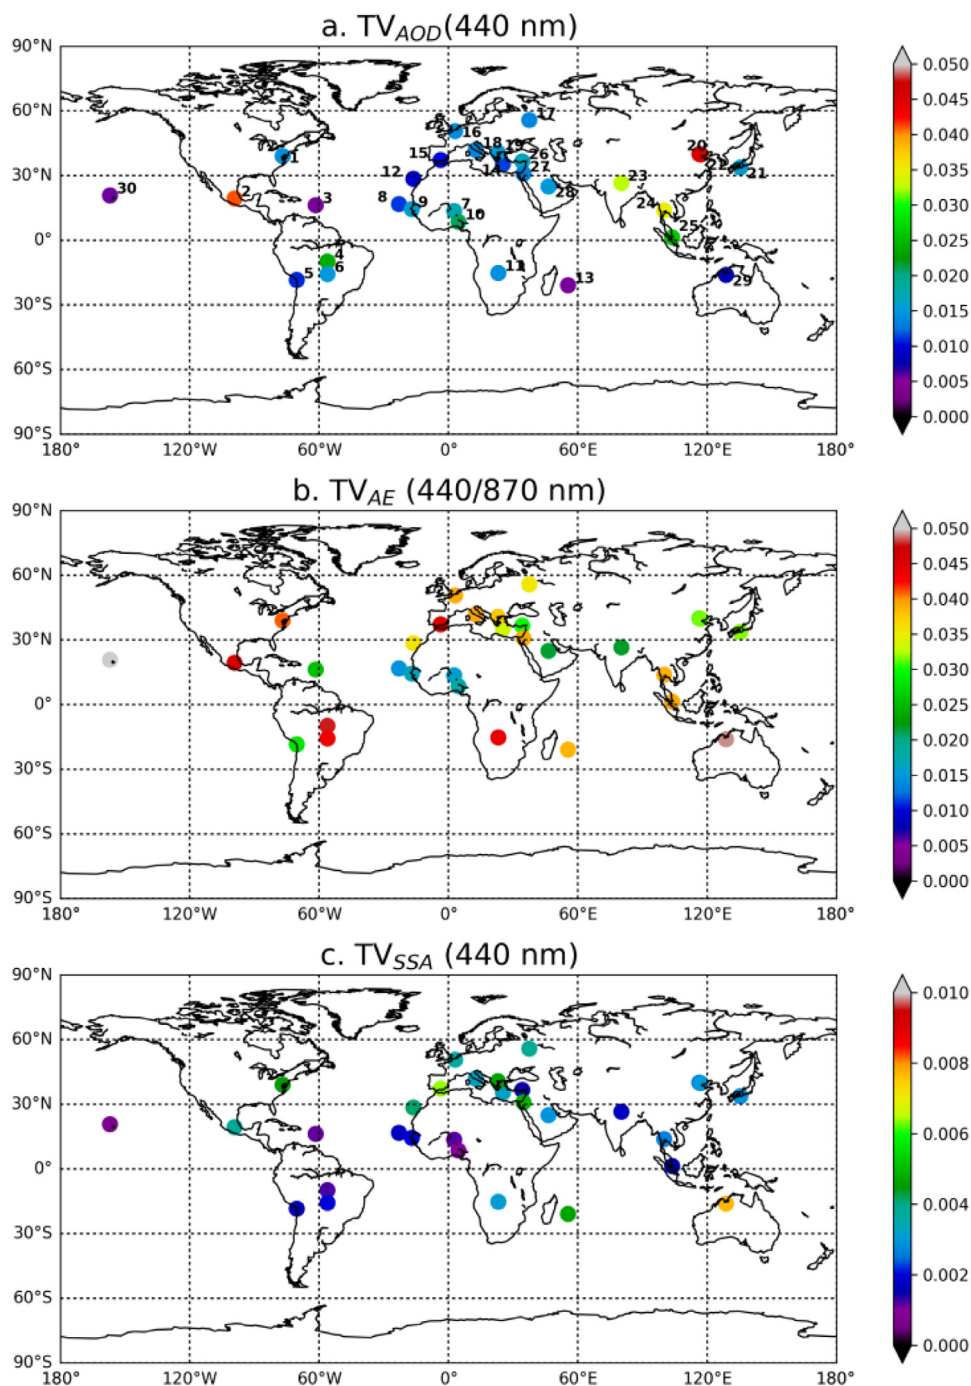 a. TV_AOD(440 nm)
90°N
60°N
30°N
0°
30°S
60°S
90°S
17
16
1
15
18
19
26
14
27
12
28
23
20
22
21
30
2
3
8
9
7
10
24
25
4
5
6
11
13
29
180°
120°W
60°W
0°
60°E
120°E
180°
0.050
0.045
0.040
0.035
0.030
0.025
0.020
0.015
0.010
0.005
0.000
b. TV_AE (440/870 nm)
90°N
60°N
30°N
0°
30°S
60°S
90°S
180°
120°W
60°W
0°
60°E
120°E
180°
0.050
0.045
0.040
0.035
0.030
0.025
0.020
0.015
0.010
0.005
0.000
c. TV_SSA (440 nm)
90°N
60°N
30°N
0°
30°S
60°S
90°S
180°
120°W
60°W
0°
60°E
120°E
180°
0.010
0.008
0.006
0.004
0.002
0.000